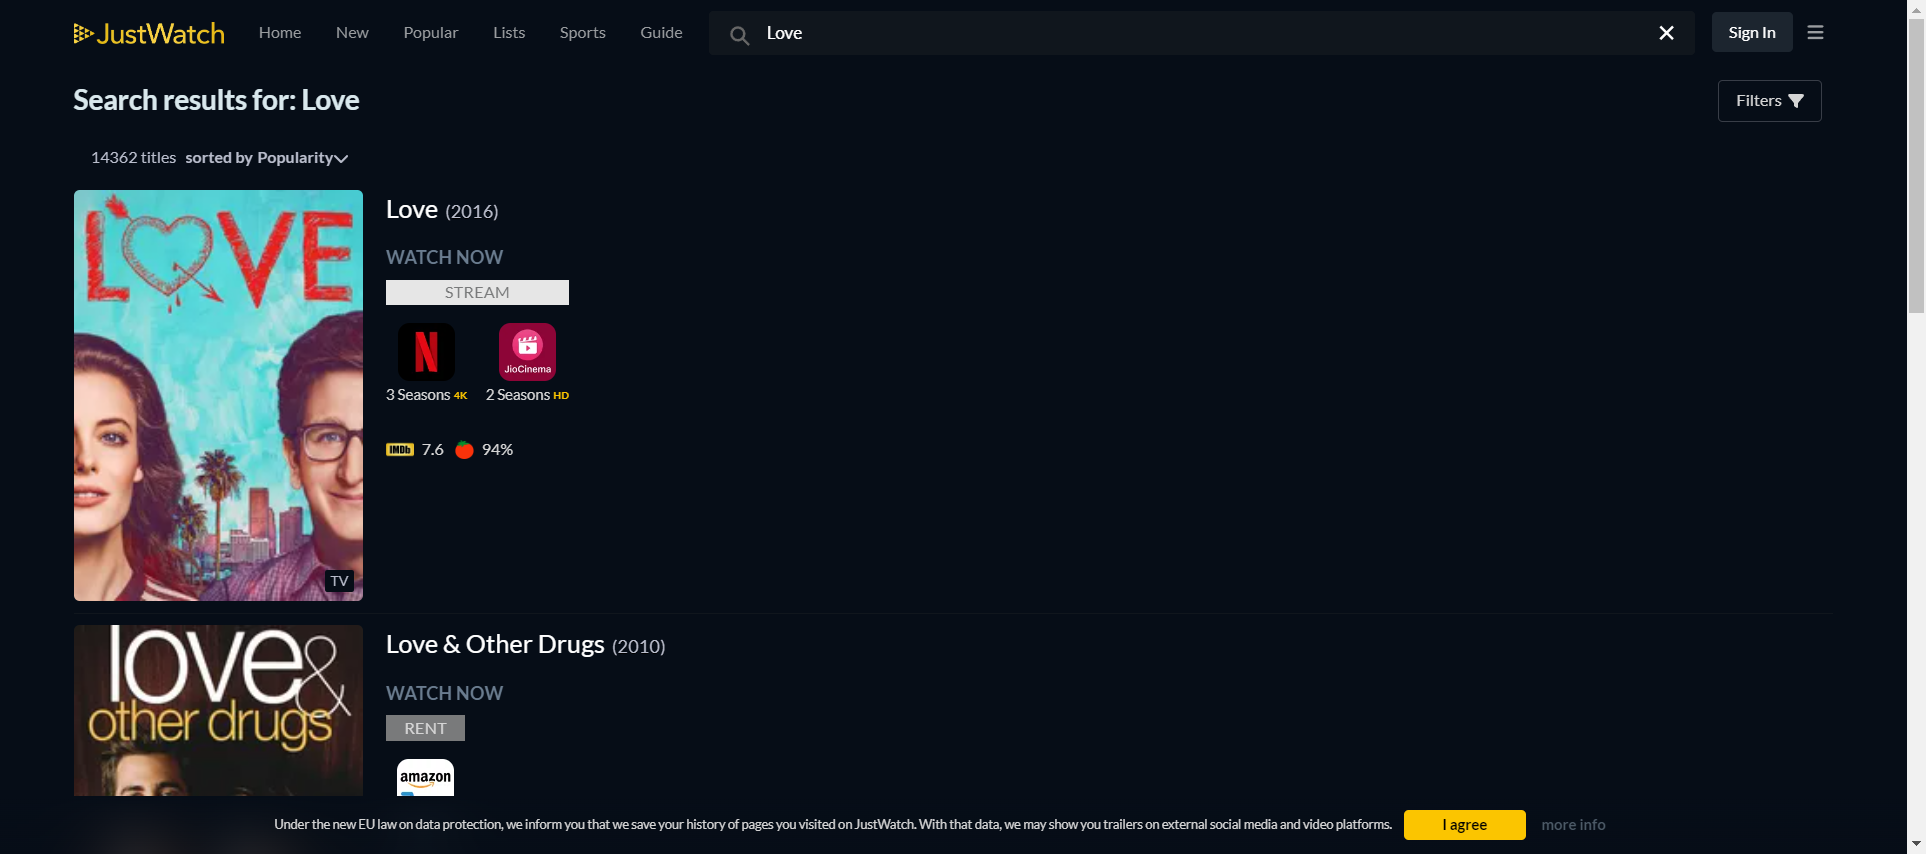 JustWatch Home New Popular Lists Sports Guide Love Sign In
Search results for: Love
Filters
14362 titles sorted by Popularity
LOVE
TV
Love (2016)
WATCH NOW
STREAM
N JioCinema
3 Seasons 4K 2 Seasons HD
IMDb 7.6 94%
love &
other drugs
Love & Other Drugs (2010)
WATCH NOW
RENT
amazon
Under the new EU law on data protection, we inform you that we save your history of pages you visited on JustWatch. With that data, we may show you trailers on external social media and video platforms. I agree more info